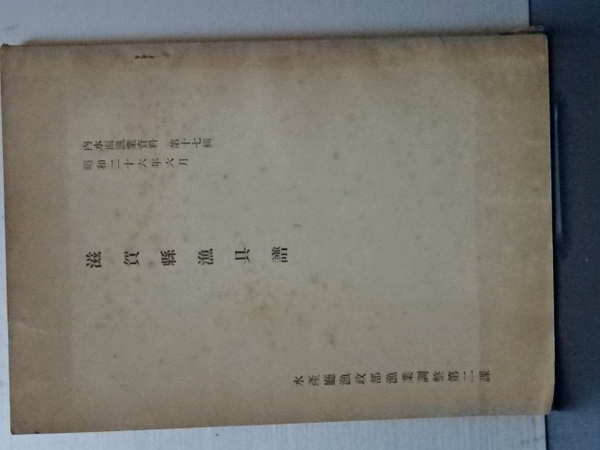 内水面漁業資料 第十七輯
昭和二十六年六月
滋賀縣漁具譜
水產廳漁政部漁業調整第二課